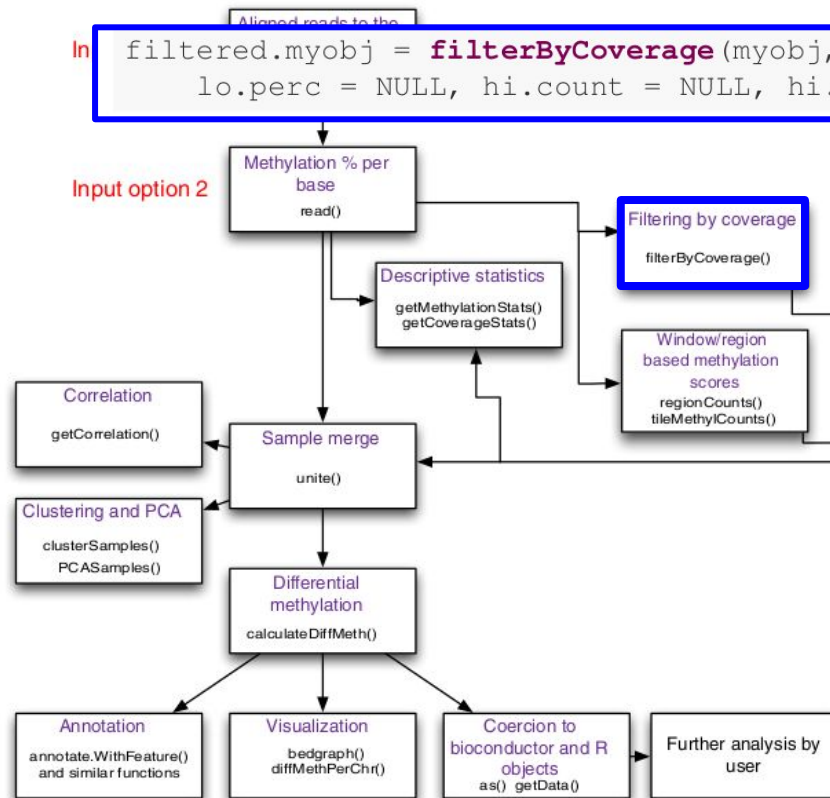 Aligned reads to the
In
filtered.myobj = filterByCoverage(myobj,
lo.perc = NULL, hi.count = NULL, hi.
Methylation % per
base
read()
Input option 2
Filtering by coverage
filterByCoverage()
Descriptive statistics
getMethylationStats()
getCoverageStats()
Window/region
based methylation
scores
regionCounts()
tileMethylCounts()
Correlation
getCorrelation()
Sample merge
unite()
Clustering and PCA
clusterSamples()
PCASamples()
Differential
methylation
calculateDiffMeth()
Annotation
annotate.WithFeature()
and similar functions
Visualization
bedgraph()
diffMethPerChr()
Coercion to
bioconductor and R
objects
as() getData()
Further analysis by
user